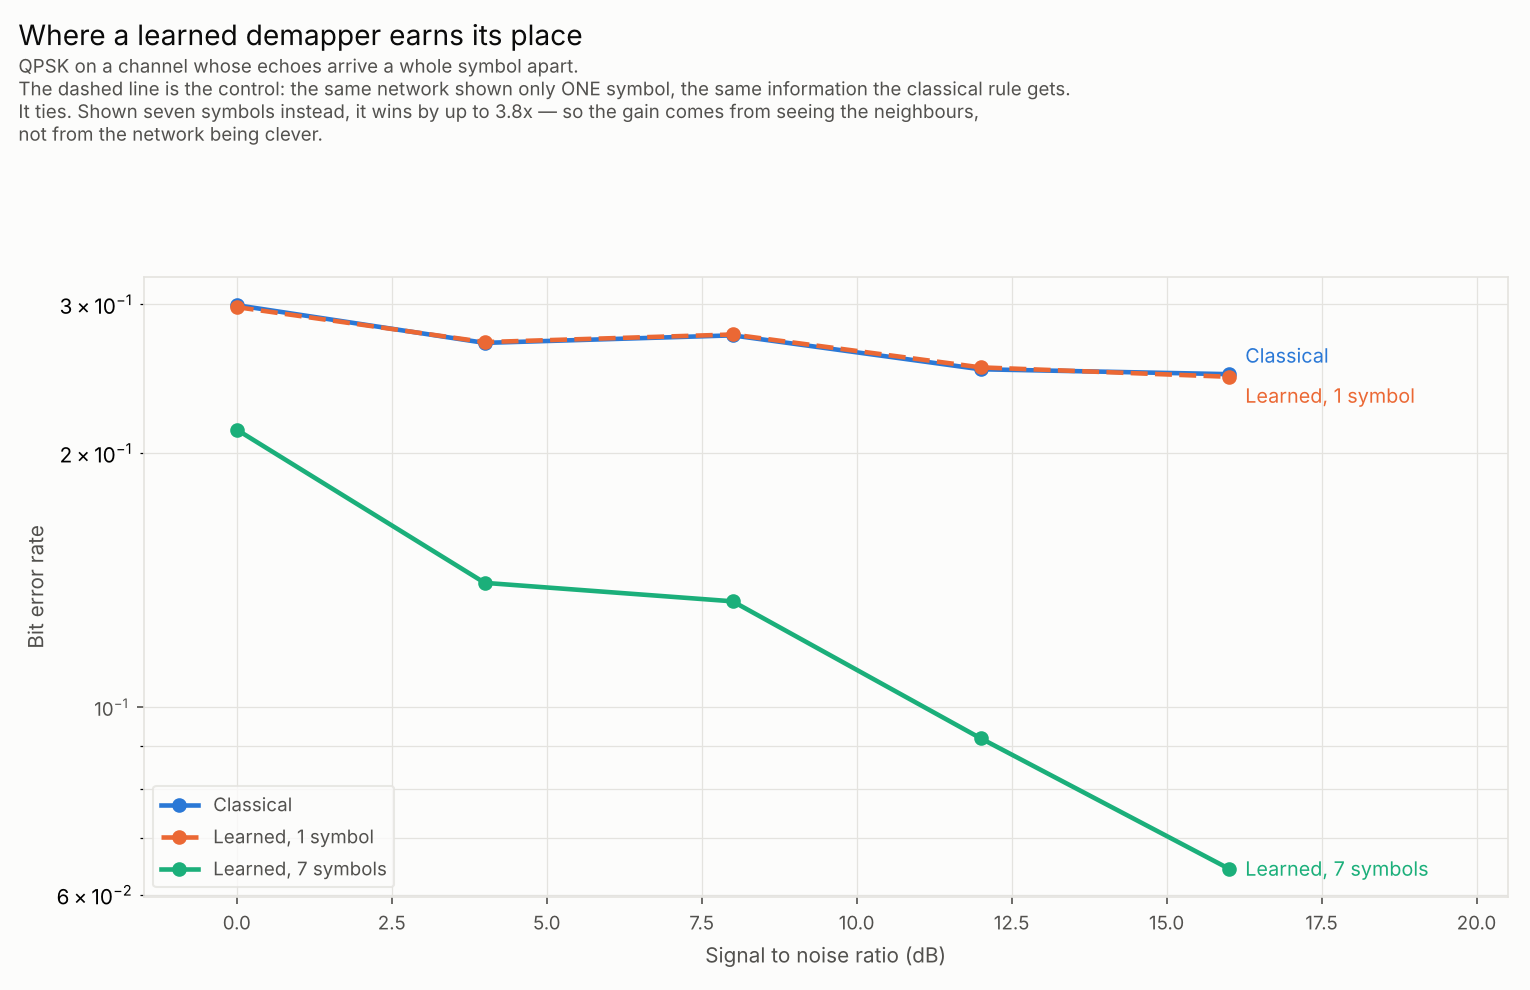 Where a learned demapper earns its place
QPSK on a channel whose echoes arrive a whole symbol apart.
The dashed line is the control: the same network shown only ONE symbol, the same information the classical rule gets.
It ties. Shown seven symbols instead, it wins by up to 3.8x — so the gain comes from seeing the neighbours,
not from the network being clever.
3 × 10⁻¹
2 × 10⁻¹
10⁻¹
6 × 10⁻²
Bit error rate
Classical
Learned, 1 symbol
Learned, 7 symbols
Classical
Learned, 1 symbol
Learned, 7 symbols
0.0 2.5 5.0 7.5 10.0 12.5 15.0 17.5 20.0
Signal to noise ratio (dB)